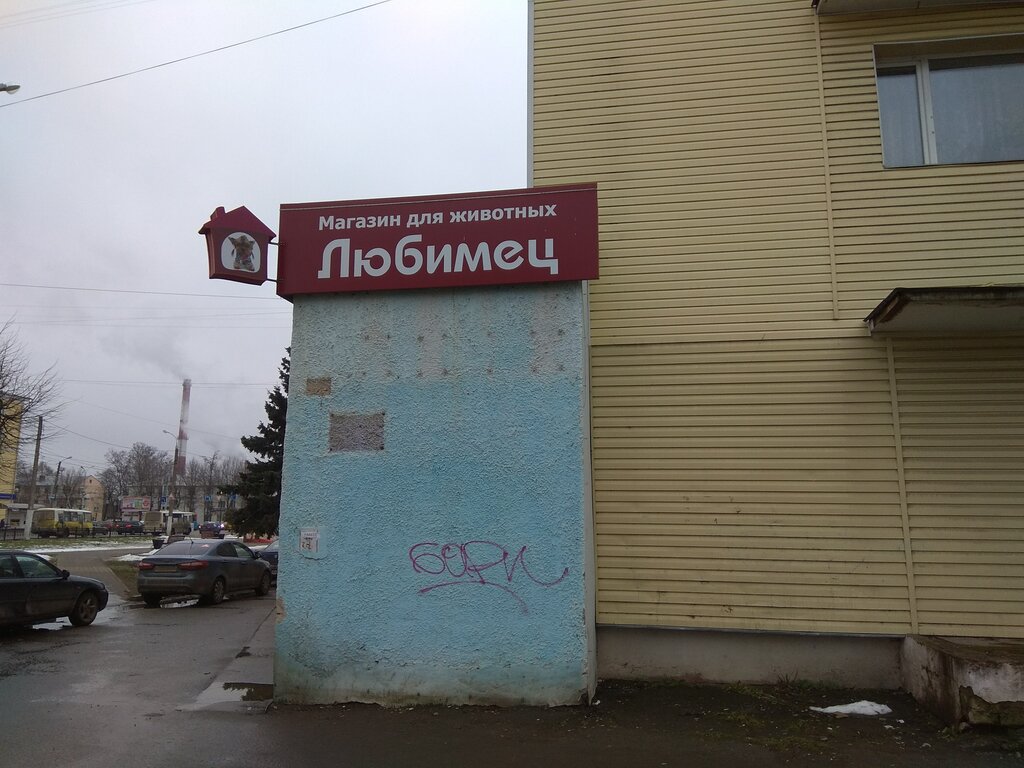 Магазин для животных
Любимец
БОРИ